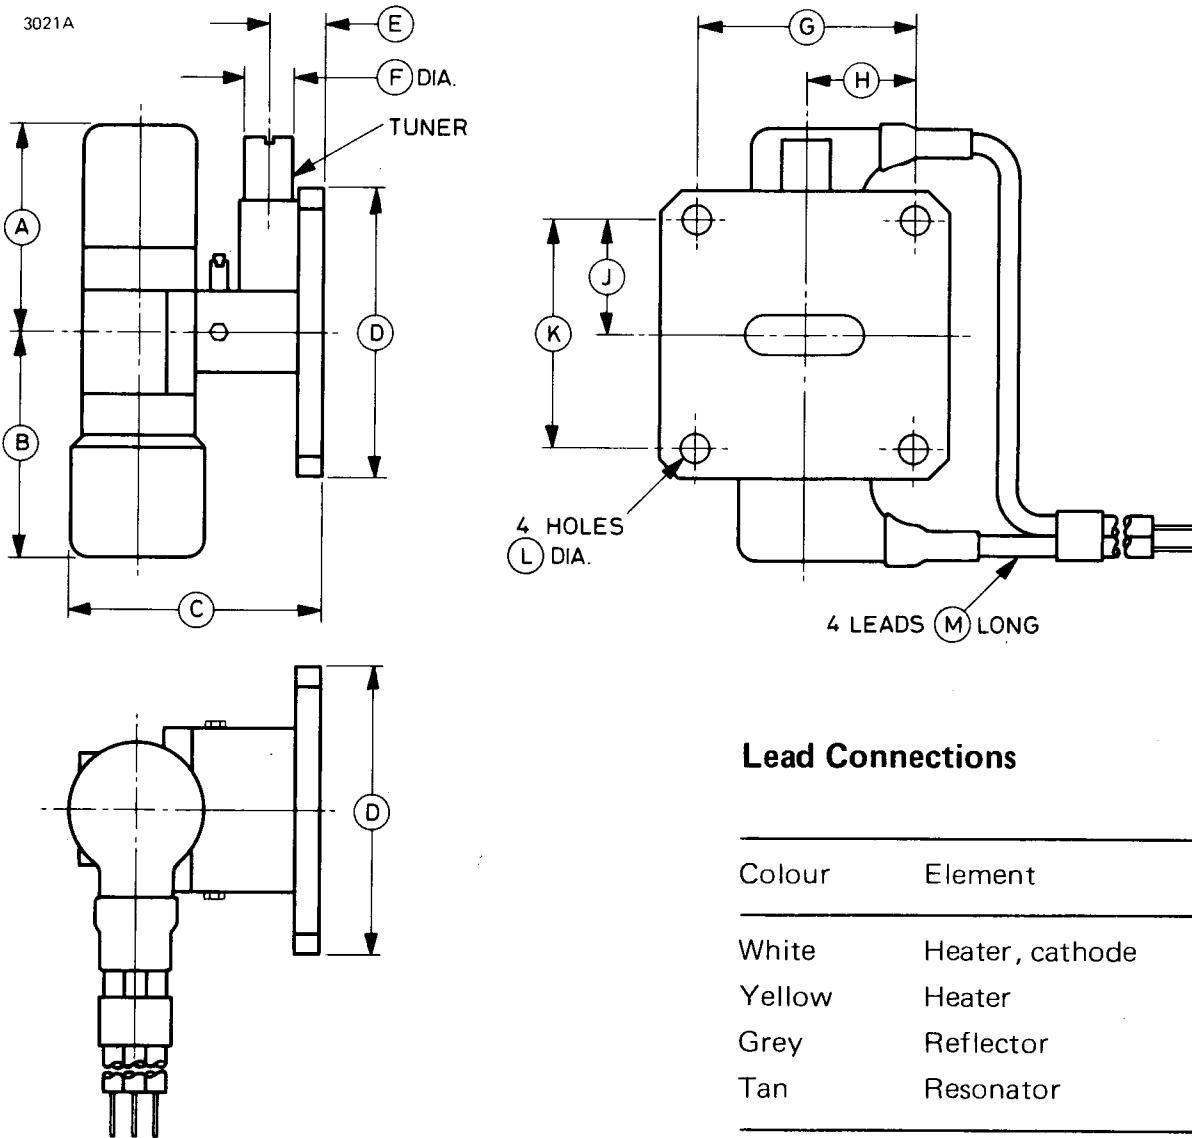 3021A
E
F DIA.
TUNER
A
B
C
D
G
H
J
K
4 HOLES
L DIA.
4 LEADS M LONG
D
Lead Connections
Colour Element
White Heater, cathode
Yellow Heater
Grey Reflector
Tan Resonator